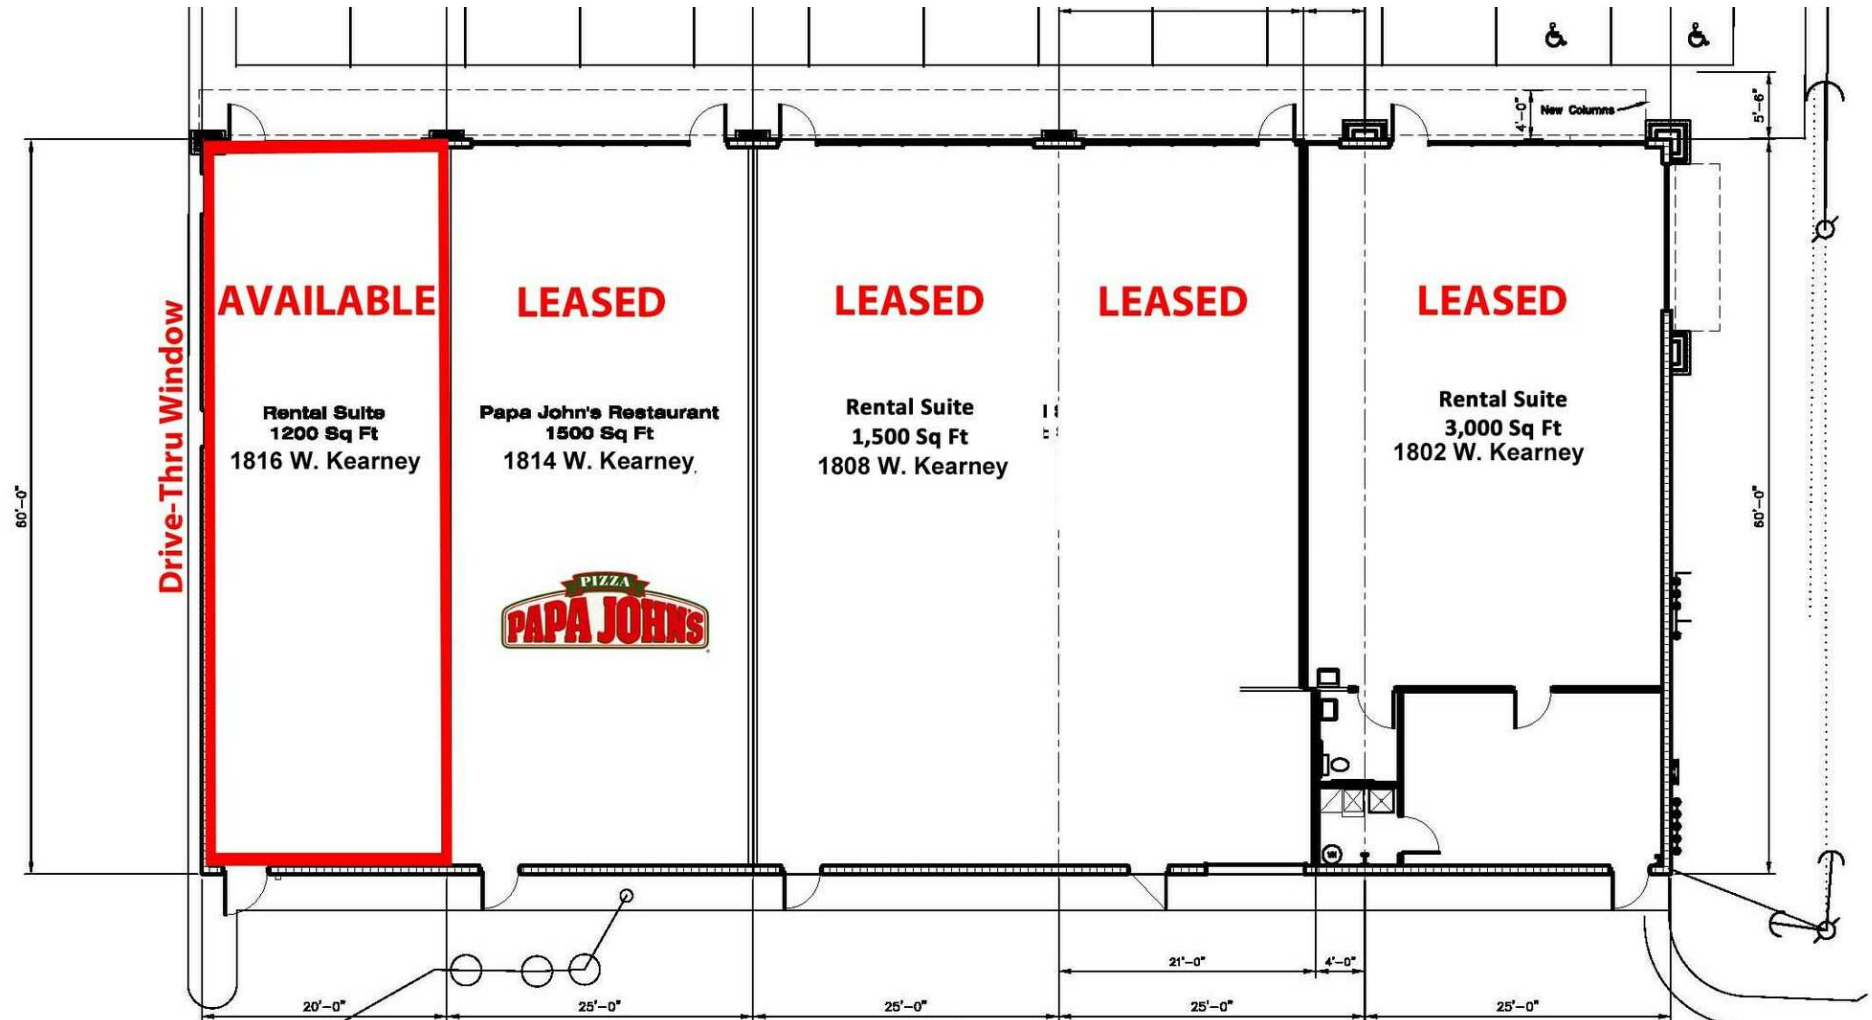 4'-0"
New Columns
5'-6"
AVAILABLE
LEASED
LEASED
LEASED
LEASED
Drive-Thru Window
Rental Suite
1200 Sq Ft
1816 W. Kearney
Papa John's Restaurant
1500 Sq Ft
1814 W. Kearney
Rental Suite
1,500 Sq Ft
1808 W. Kearney
Rental Suite
3,000 Sq Ft
1802 W. Kearney
60'-0"
60'-0"
PIZZA
PAPA JOHN'S
WH
21'-0"
4'-0"
20'-0"
25'-0"
25'-0"
25'-0"
25'-0"